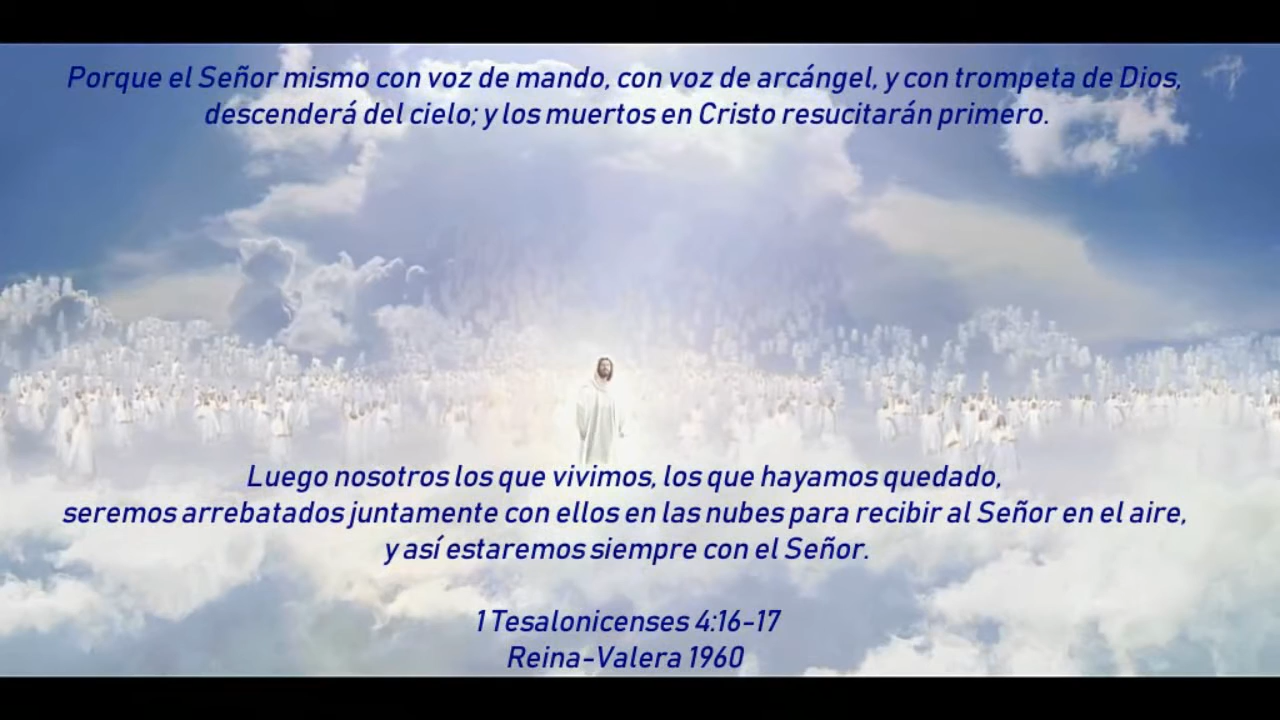 Porque el Señor mismo con voz de mando, con voz de arcángel, y con trompeta de Dios,
descenderá del cielo; y los muertos en Cristo resucitarán primero.
Luego nosotros los que vivimos, los que hayamos quedado,
seremos arrebatados juntamente con ellos en las nubes para recibir al Señor en el aire,
y así estaremos siempre con el Señor.
1 Tesalonicenses 4:16-17
Reina-Valera 1960